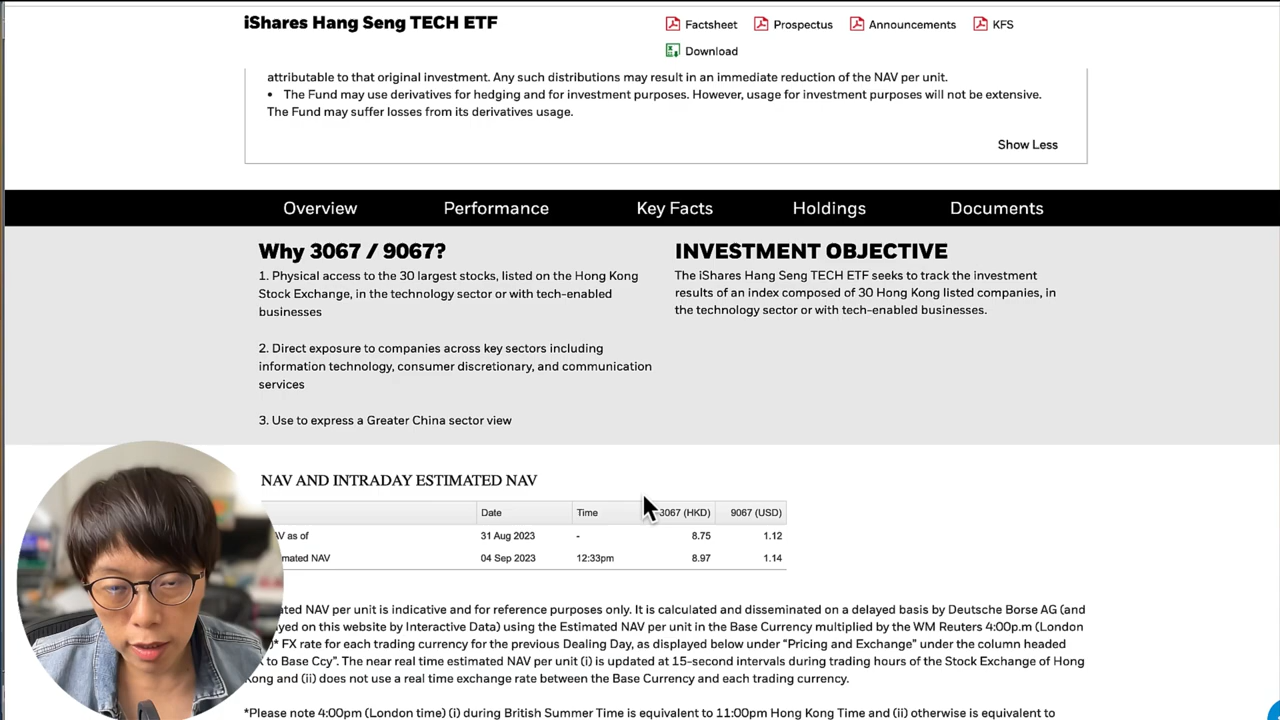 iShares Hang Seng TECH ETF
Factsheet Prospectus Announcements KFS
Download
attributable to that original investment. Any such distributions may result in an immediate reduction of the NAV per unit.
• The Fund may use derivatives for hedging and for investment purposes. However, usage for investment purposes will not be extensive.
The Fund may suffer losses from its derivatives usage.
Show Less
Overview Performance Key Facts Holdings Documents
Why 3067 / 9067?
1. Physical access to the 30 largest stocks, listed on the Hong Kong
Stock Exchange, in the technology sector or with tech-enabled
businesses
2. Direct exposure to companies across key sectors including
information technology, consumer discretionary, and communication
services
3. Use to express a Greater China sector view
INVESTMENT OBJECTIVE
The iShares Hang Seng TECH ETF seeks to track the investment
results of an index composed of 30 Hong Kong listed companies, in
the technology sector or with tech-enabled businesses.
NAV AND INTRADAY ESTIMATED NAV
Date Time 3067 (HKD) 9067 (USD)
AV as of 31 Aug 2023 - 8.75 1.12
mated NAV 04 Sep 2023 12:33pm 8.97 1.14
ated NAV per unit is indicative and for reference purposes only. It is calculated and disseminated on a delayed basis by Deutsche Borse AG (and
yed on this website by Interactive Data) using the Estimated NAV per unit in the Base Currency multiplied by the WM Reuters 4:00p.m (London
)* FX rate for each trading currency for the previous Dealing Day, as displayed below under "Pricing and Exchange" under the column headed
to Base Ccy". The near real time estimated NAV per unit (i) is updated at 15-second intervals during trading hours of the Stock Exchange of Hong
Kong and (ii) does not use a real time exchange rate between the Base Currency and each trading currency.
*Please note 4:00pm (London time) (i) during British Summer Time is equivalent to 11:00pm Hong Kong Time and (ii) otherwise is equivalent to